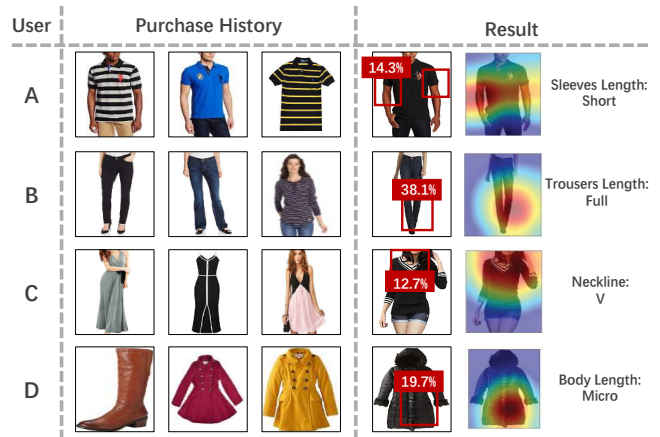 User
Purchase History
Result
A
14.3%
Sleeves Length:
Short
B
38.1%
Trousers Length:
Full
C
12.7%
Neckline:
V
D
19.7%
Body Length:
Micro